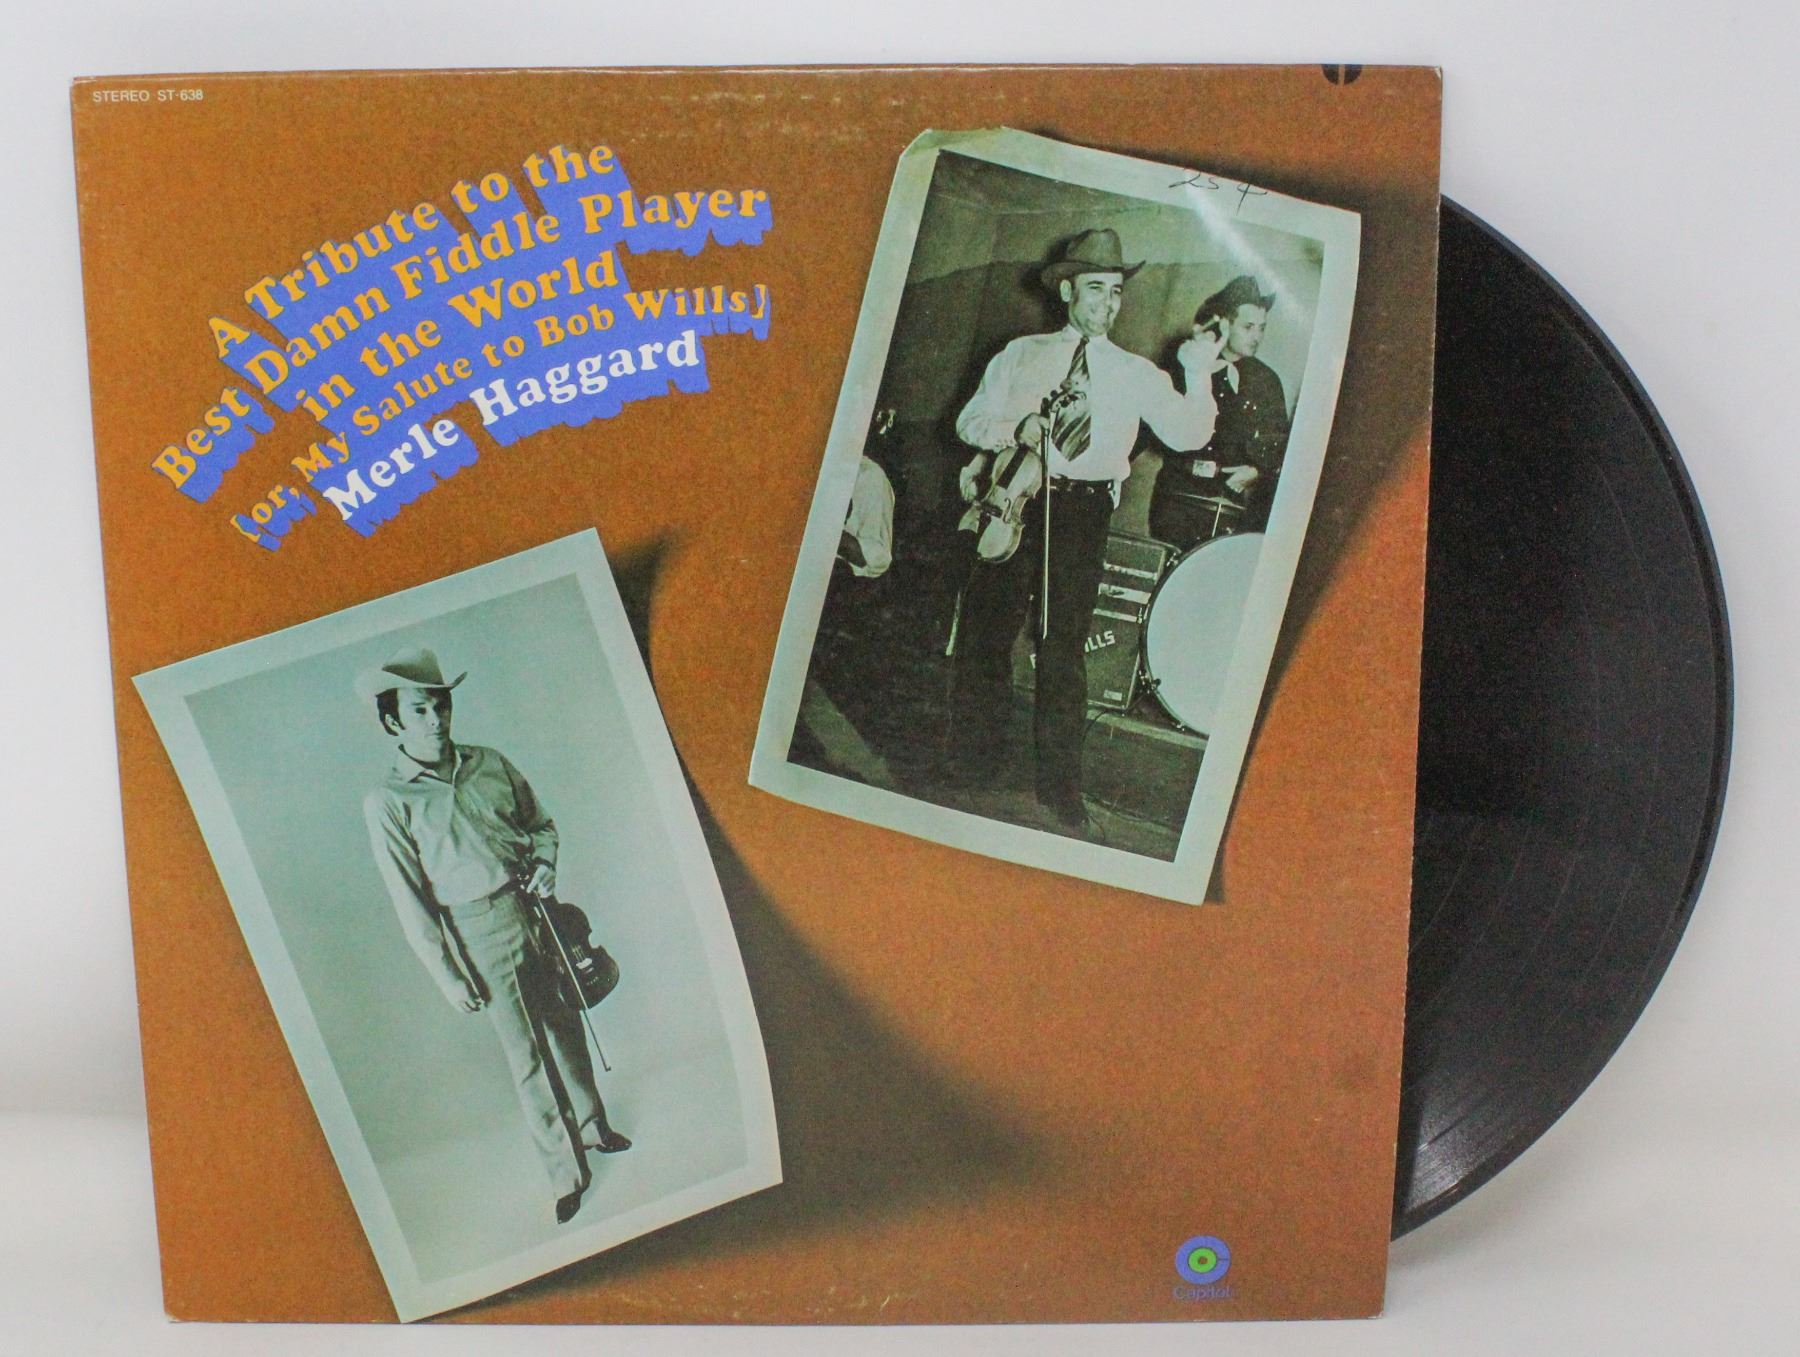 STEREO ST-638
A Tribute to the
Best Damn Fiddle Player
in the World
[or, My Salute to Bob Wills]
Merle Haggard
25¢
ILLS
Capitol